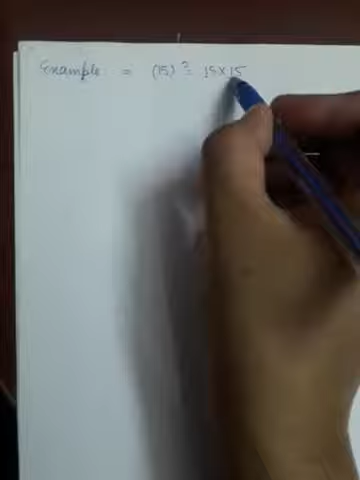 Example: = (15)² = 15×15